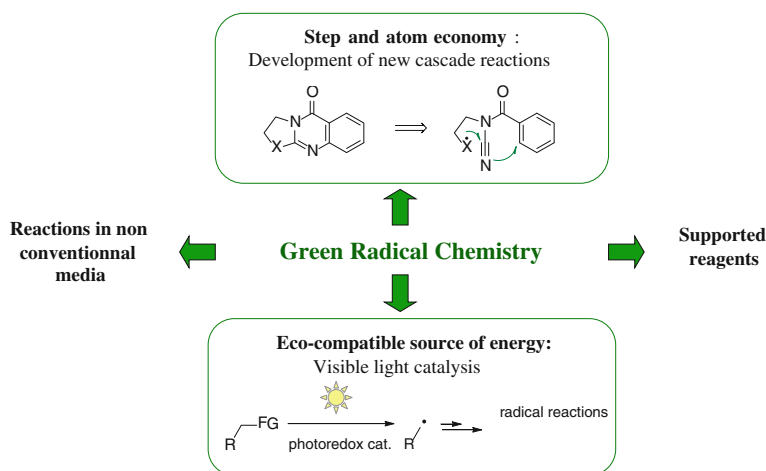 Step and atom economy :
Development of new cascade reactions
O
N
X
N
O
N
X
N
Reactions in non
conventionnal
media
Green Radical Chemistry
Supported
reagents
Eco-compatible source of energy:
Visible light catalysis
R FG
photoredox cat.
R
radical reactions